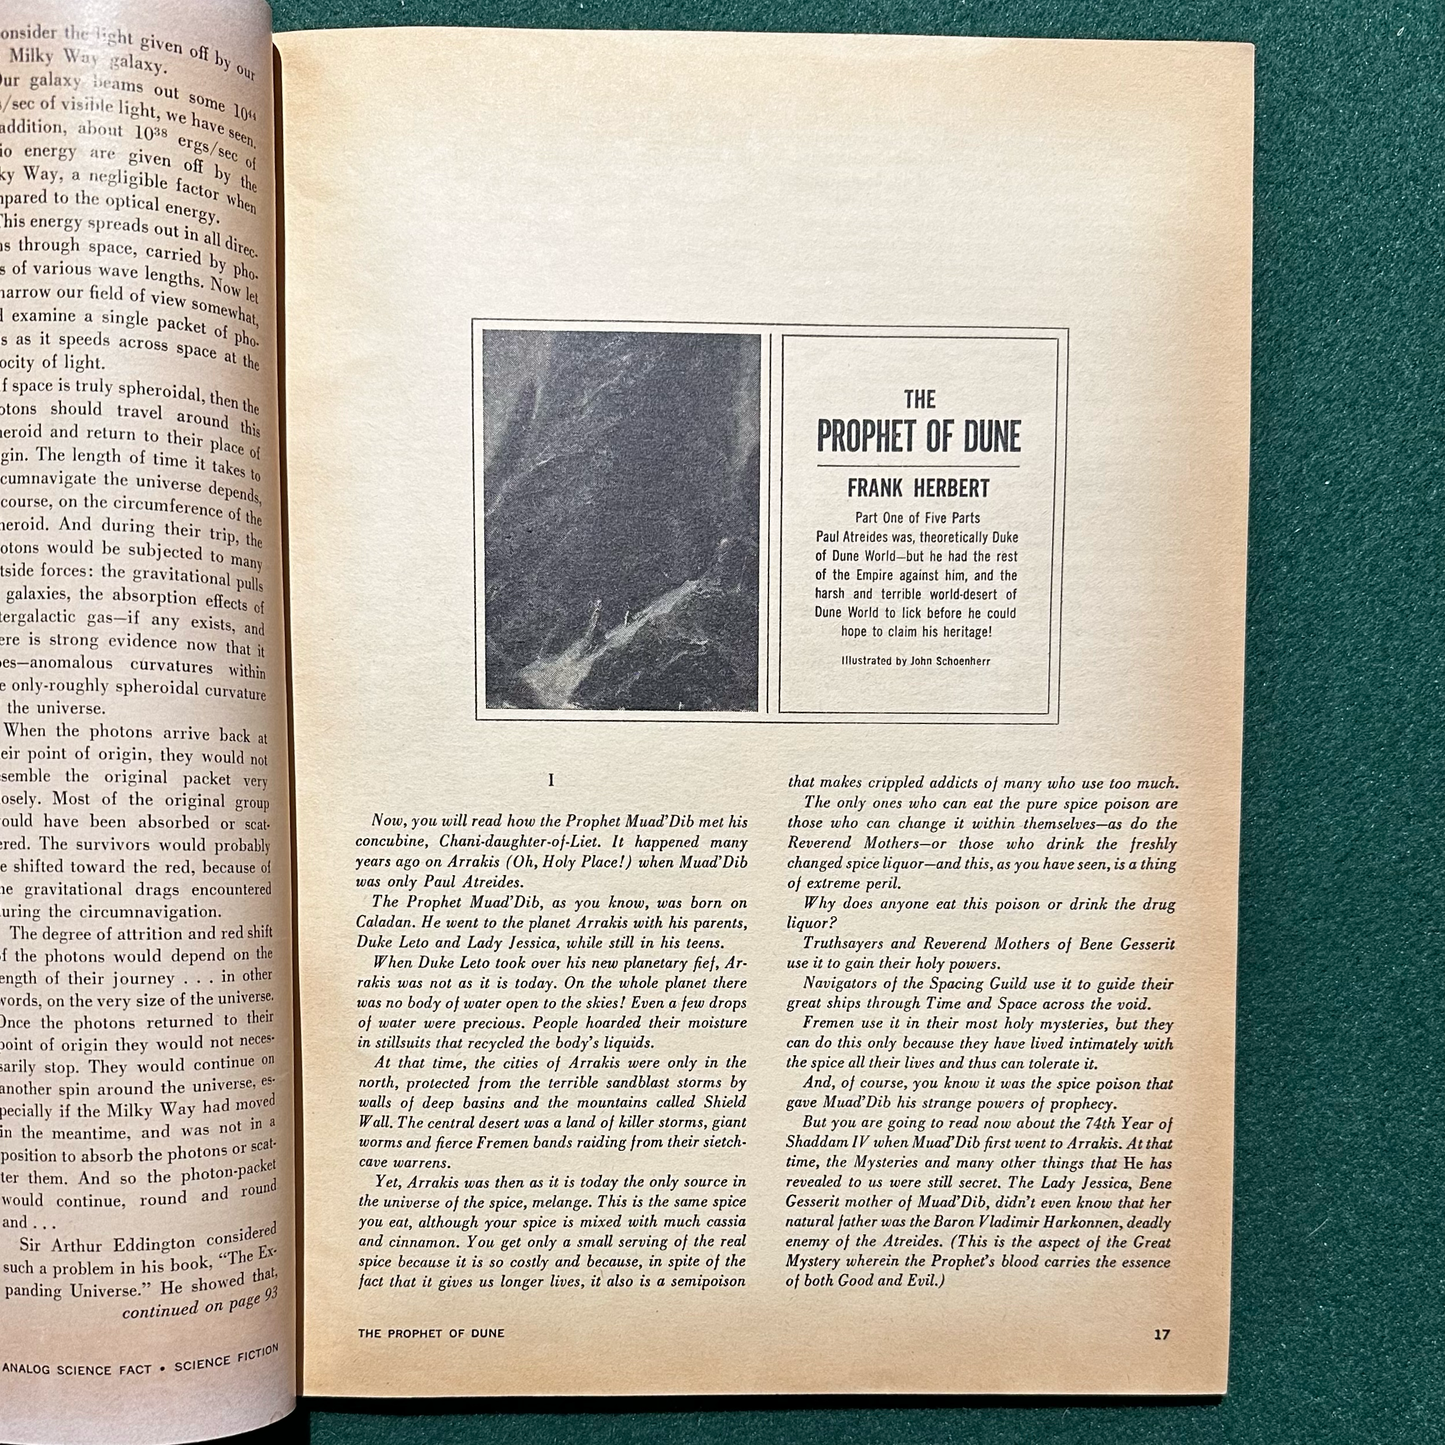 onsider the light given off by our
Milky Way galaxy.
Our galaxy beams out some 10⁴⁴
/sec of visible light, we have seen.
addition, about 10³⁸ ergs/sec of
io energy are given off by the
ky Way, a negligible factor when
mpared to the optical energy.
This energy spreads out in all direc-
ns through space, carried by pho-
s of various wave lengths. Now let
narrow our field of view somewhat,
d examine a single packet of pho-
s as it speeds across space at the
ocity of light.
If space is truly spheroidal, then the
otons should travel around this
heroid and return to their place of
gin. The length of time it takes to
cumnavigate the universe depends,
course, on the circumference of the
heroid. And during their trip, the
otons would be subjected to many
tside forces: the gravitational pulls
galaxies, the absorption effects of
tergalactic gas—if any exists, and
ere is strong evidence now that it
oes—anomalous curvatures within
e only-roughly spheroidal curvature
the universe.
When the photons arrive back at
eir point of origin, they would not
esemble the original packet very
osely. Most of the original group
ould have been absorbed or scat-
ered. The survivors would probably
e shifted toward the red, because of
he gravitational drags encountered
uring the circumnavigation.
The degree of attrition and red shift
of the photons would depend on the
ength of their journey . . . in other
words, on the very size of the universe.
Once the photons returned to their
point of origin they would not neces-
sarily stop. They would continue on
another spin around the universe, es-
pecially if the Milky Way had moved
in the meantime, and was not in a
position to absorb the photons or scat-
ter them. And so the photon-packet
would continue, round and round
and . . .
Sir Arthur Eddington considered
such a problem in his book, “The Ex-
panding Universe.” He showed that,
continued on page 93
ANALOG SCIENCE FACT • SCIENCE FICTION
THE
PROPHET OF DUNE
FRANK HERBERT
Part One of Five Parts
Paul Atreides was, theoretically Duke
of Dune World—but he had the rest
of the Empire against him, and the
harsh and terrible world-desert of
Dune World to lick before he could
hope to claim his heritage!
Illustrated by John Schoenherr
I
Now, you will read how the Prophet Muad’Dib met his
concubine, Chani-daughter-of-Liet. It happened many
years ago on Arrakis (Oh, Holy Place!) when Muad’Dib
was only Paul Atreides.
The Prophet Muad’Dib, as you know, was born on
Caladan. He went to the planet Arrakis with his parents,
Duke Leto and Lady Jessica, while still in his teens.
When Duke Leto took over his new planetary fief, Ar-
rakis was not as it is today. On the whole planet there
was no body of water open to the skies! Even a few drops
of water were precious. People hoarded their moisture
in stillsuits that recycled the body’s liquids.
At that time, the cities of Arrakis were only in the
north, protected from the terrible sandblast storms by
walls of deep basins and the mountains called Shield
Wall. The central desert was a land of killer storms, giant
worms and fierce Fremen bands raiding from their sietch-
cave warrens.
Yet, Arrakis was then as it is today the only source in
the universe of the spice, melange. This is the same spice
you eat, although your spice is mixed with much cassia
and cinnamon. You get only a small serving of the real
spice because it is so costly and because, in spite of the
fact that it gives us longer lives, it also is a semipoison
that makes crippled addicts of many who use too much.
The only ones who can eat the pure spice poison are
those who can change it within themselves—as do the
Reverend Mothers—or those who drink the freshly
changed spice liquor—and this, as you have seen, is a thing
of extreme peril.
Why does anyone eat this poison or drink the drug
liquor?
Truthsayers and Reverend Mothers of Bene Gesserit
use it to gain their holy powers.
Navigators of the Spacing Guild use it to guide their
great ships through Time and Space across the void.
Fremen use it in their most holy mysteries, but they
can do this only because they have lived intimately with
the spice all their lives and thus can tolerate it.
And, of course, you know it was the spice poison that
gave Muad’Dib his strange powers of prophecy.
But you are going to read now about the 74th Year of
Shaddam IV when Muad’Dib first went to Arrakis. At that
time, the Mysteries and many other things that He has
revealed to us were still secret. The Lady Jessica, Bene
Gesserit mother of Muad’Dib, didn’t even know that her
natural father was the Baron Vladimir Harkonnen, deadly
enemy of the Atreides. (This is the aspect of the Great
Mystery wherein the Prophet’s blood carries the essence
of both Good and Evil.)
THE PROPHET OF DUNE
17